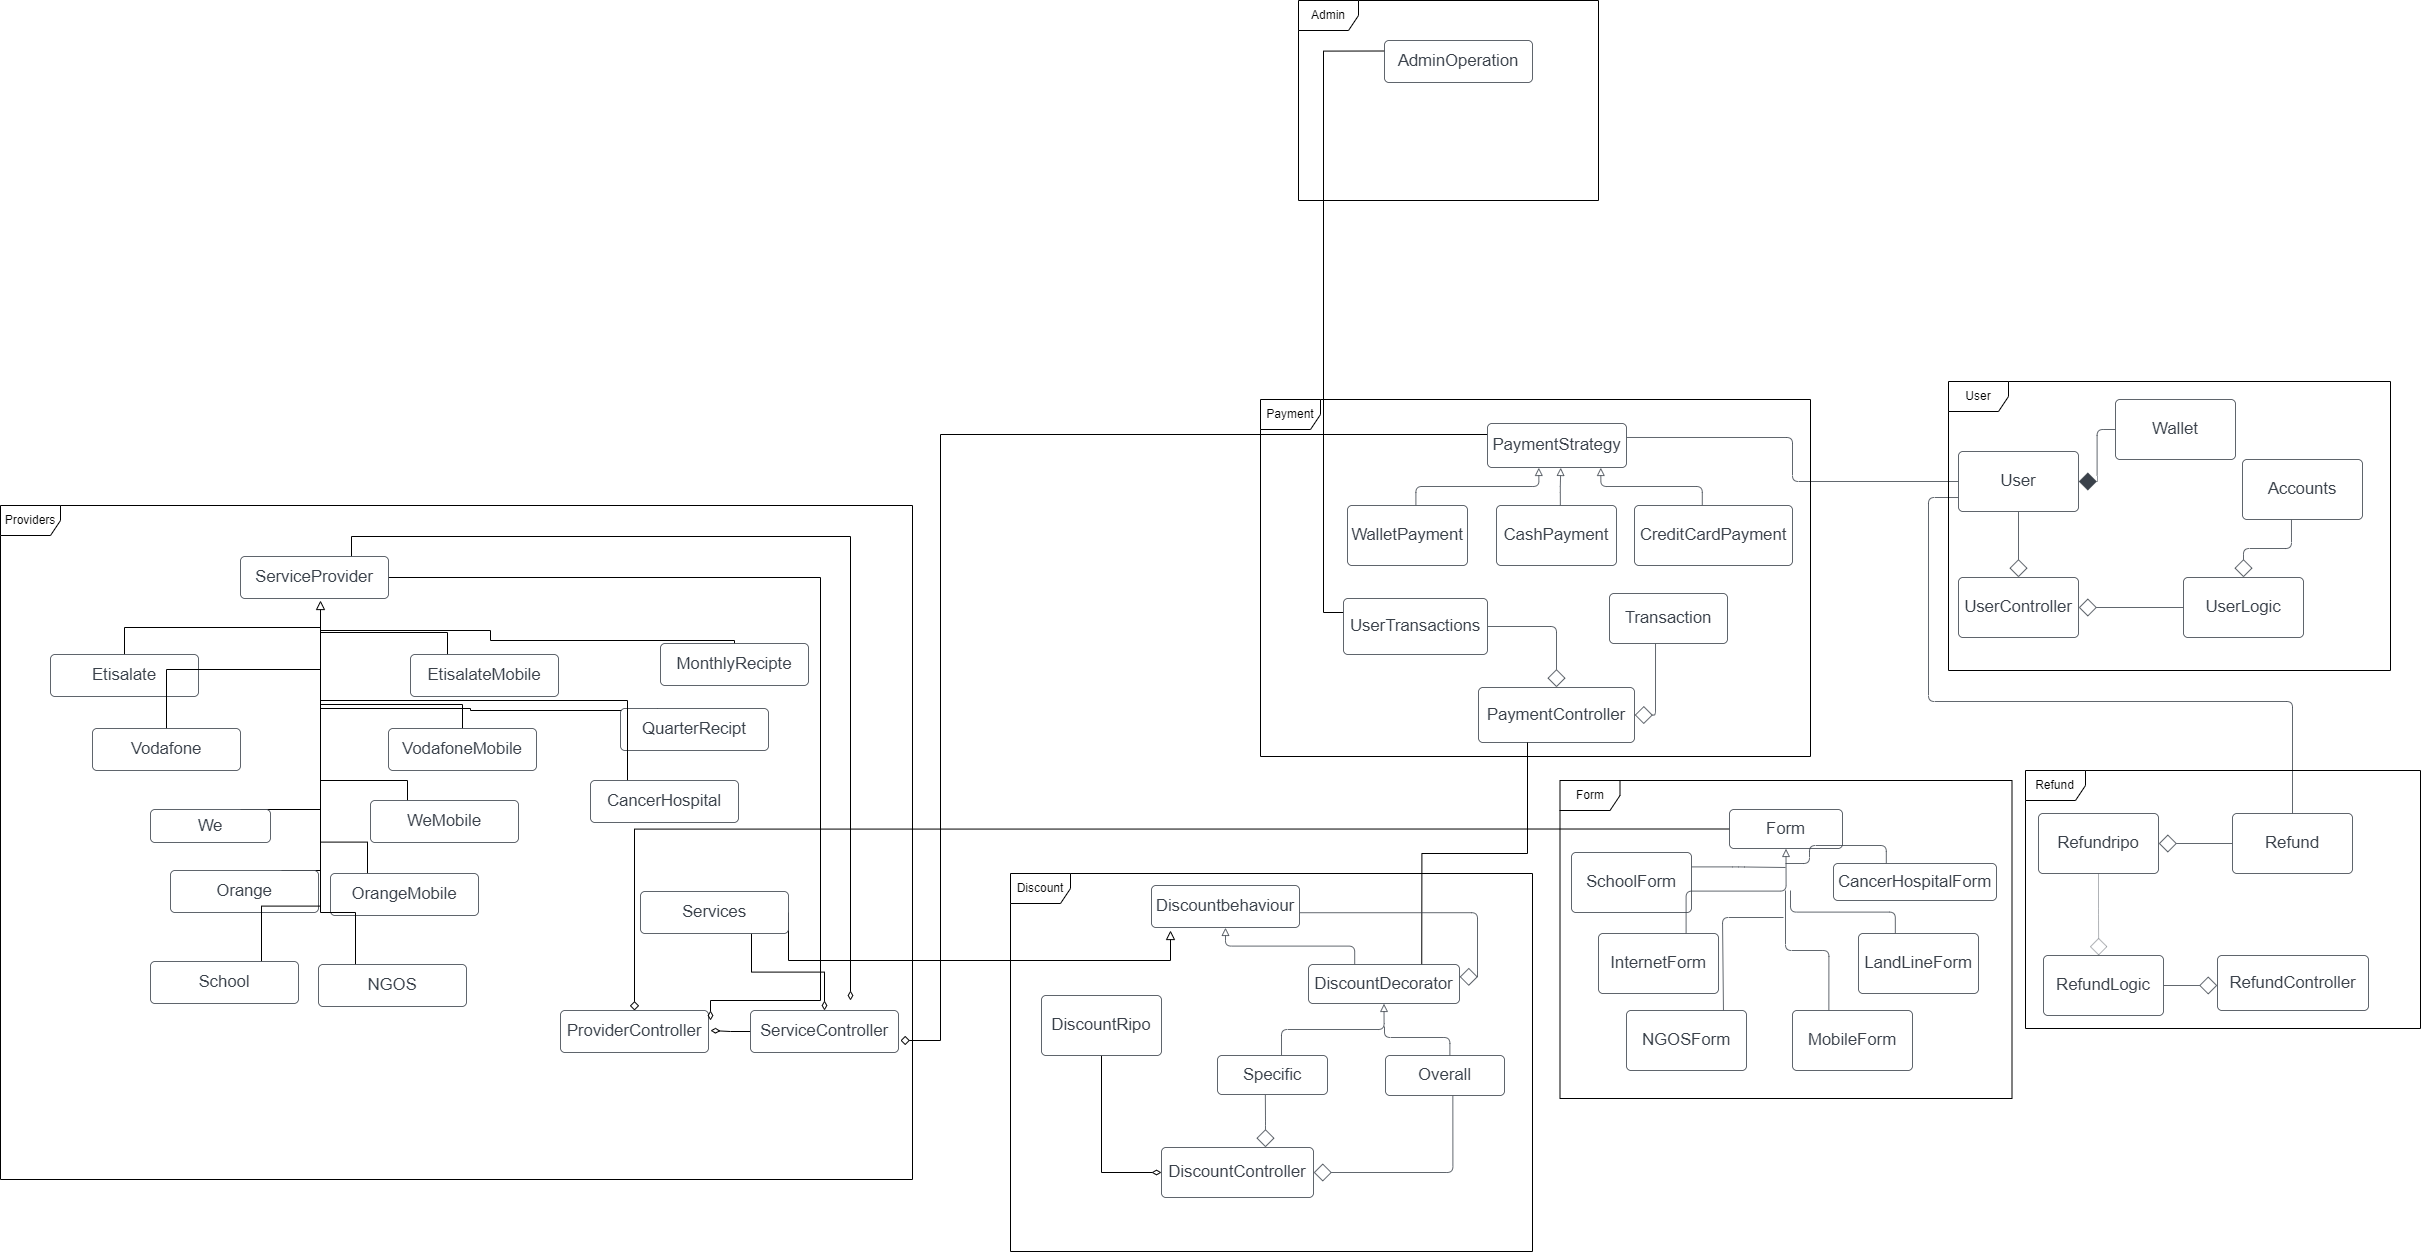 Admin
AdminOperation
Payment
PaymentStrategy
WalletPayment
CashPayment
CreditCardPayment
UserTransactions
Transaction
PaymentController
User
Wallet
User
Accounts
UserController
UserLogic
Providers
ServiceProvider
Etisalate
EtisalateMobile
MonthlyRecipte
Vodafone
VodafoneMobile
QuarterRecipt
We
WeMobile
CancerHospital
Orange
OrangeMobile
Services
School
NGOS
ProviderController
ServiceController
Discount
Discountbehaviour
DiscountDecorator
DiscountRipo
Specific
Overall
DiscountController
Form
Form
SchoolForm
CancerHospitalForm
InternetForm
LandLineForm
NGOSForm
MobileForm
Refund
Refundripo
Refund
RefundLogic
RefundController